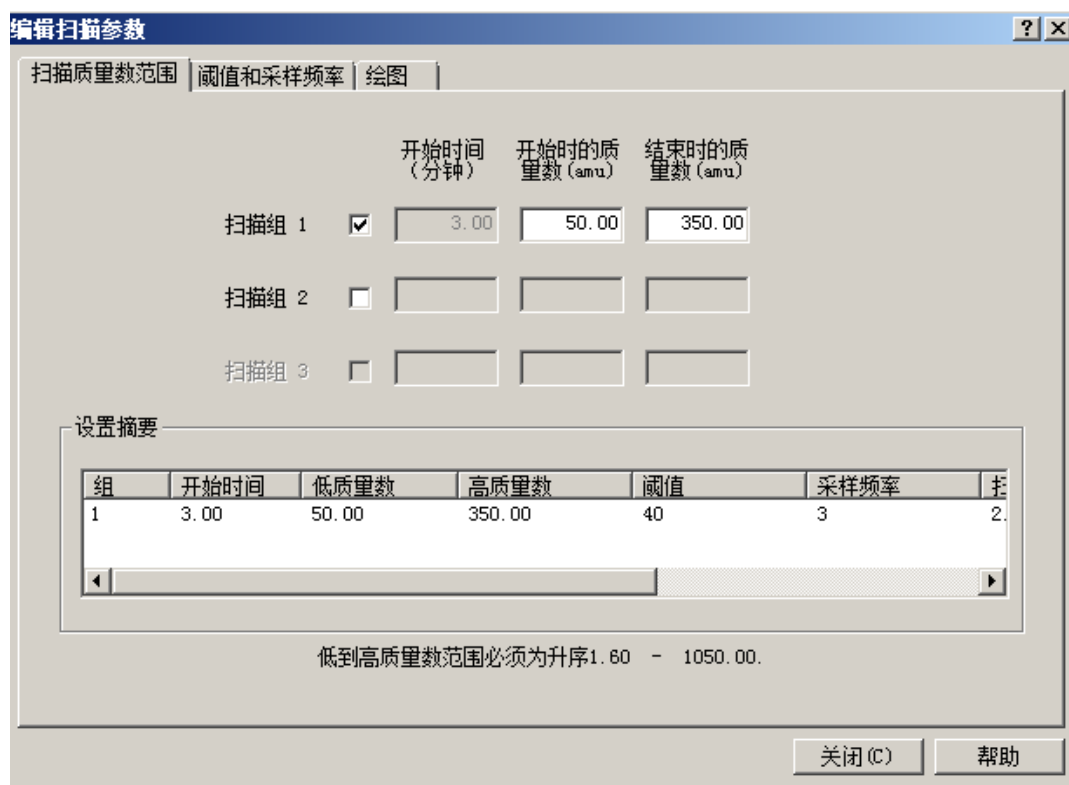 编辑扫描参数
扫描质量数范围 阈值和采样频率 绘图
开始时间 开始时的质 结束时的质
(分钟) 量数(amu) 量数(amu)
扫描组 1 3.00 50.00 350.00
扫描组 2
扫描组 3
设置摘要
组 开始时间 低质量数 高质量数 阈值 采样频率 扫
1 3.00 50.00 350.00 40 3 2.
低到高质量数范围必须为升序1.60 - 1050.00.
关闭(C) 帮助